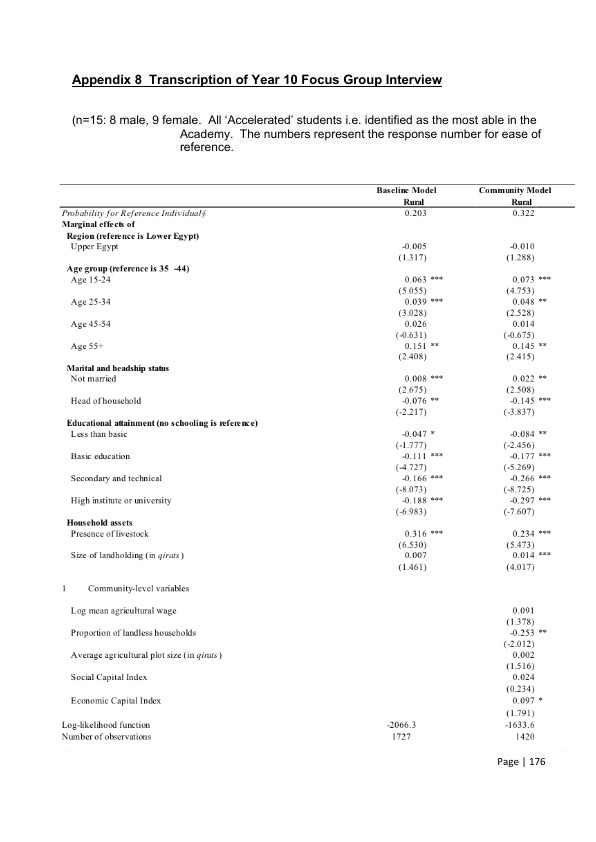 Appendix 8  Transcription of Year 10 Focus Group Interview
(n=15: 8 male, 9 female.  All ‘Accelerated’ students i.e. identified as the most able in the
Academy.  The numbers represent the response number for ease of
reference.
Baseline Model Community Model
Rural Rural
Probability for Reference Individual§ 0.203 0.322
Marginal effects of
Region (reference is Lower Egypt)
Upper Egypt -0.005 -0.010
(1.317) (1.288)
Age group (reference is 35 -44)
Age 15-24 0.063 *** 0.073 ***
(5.055) (4.753)
Age 25-34 0.039 *** 0.048 **
(3.028) (2.528)
Age 45-54 0.026 0.014
(-0.631) (-0.675)
Age 55+ 0.151 ** 0.145 **
(2.408) (2.415)
Marital and headship status
Not married 0.008 *** 0.022 **
(2.675) (2.508)
Head of household -0.076 ** -0.145 ***
(-2.217) (-3.837)
Educational attainment (no schooling is reference)
Less than basic -0.047 * -0.084 **
(-1.777) (-2.456)
Basic education -0.111 *** -0.177 ***
(-4.727) (-5.269)
Secondary and technical -0.166 *** -0.266 ***
(-8.073) (-8.725)
High institute or university -0.188 *** -0.297 ***
(-6.983) (-7.607)
Household assets
Presence of livestock 0.316 *** 0.234 ***
(6.530) (5.473)
Size of landholding (in qirats) 0.007 0.014 ***
(1.461) (4.017)
1 Community-level variables
Log mean agricultural wage 0.091
(1.378)
Proportion of landless households -0.253 **
(-2.012)
Average agricultural plot size (in qirats) 0.002
(1.516)
Social Capital Index 0.024
(0.234)
Economic Capital Index 0.097 *
(1.791)
Log-likelihood function -2066.3 -1633.6
Number of observations 1727 1420
Page | 176